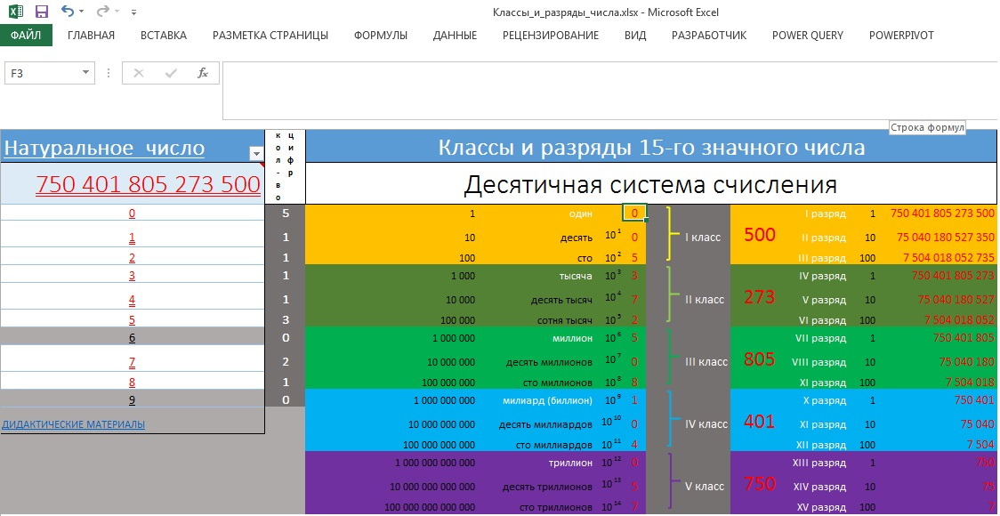 Классы_и_разряды_числа.xlsx - Microsoft Excel
ФАЙЛ ГЛАВНАЯ ВСТАВКА РАЗМЕТКА СТРАНИЦЫ ФОРМУЛЫ ДАННЫЕ РЕЦЕНЗИРОВАНИЕ ВИД РАЗРАБОТЧИК POWER QUERY POWERPIVOT
F3 fx
Строка формул
Натуральное число кол-во цифр Классы и разряды 15-го значного числа
750 401 805 273 500 Десятичная система счисления
0 5 1 один 0 I класс 500 I разряд 1 750 401 805 273 500
1 1 10 десять 10 1 0 II разряд 10 75 040 180 527 350
2 1 100 сто 10 2 5 III разряд 100 7 504 018 052 735
3 1 1 000 тысяча 10 3 3 II класс 273 IV разряд 1 750 401 805 273
4 1 10 000 десять тысяч 10 4 7 V разряд 10 75 040 180 527
5 3 100 000 сотня тысяч 10 5 2 VI разряд 100 7 504 018 052
6 0 1 000 000 миллион 10 6 5 III класс 805 VII разряд 1 750 401 805
7 2 10 000 000 десять миллионов 10 7 0 VIII разряд 10 75 040 180
8 1 100 000 000 сто миллионов 10 8 8 XI разряд 100 7 504 018
9 0 1 000 000 000 милиард (биллион) 10 9 1 IV класс 401 X разряд 1 750 401
ДИДАКТИЧЕСКИЕ МАТЕРИАЛЫ 10 000 000 000 десять миллиардов 10 10 0 XI разряд 10 75 040
100 000 000 000 сто миллиардов 10 11 4 XII разряд 100 7 504
1 000 000 000 000 триллион 10 12 0 V класс 750 XIII разряд 1 750
10 000 000 000 000 десять триллионов 10 13 5 XIV разряд 10 75
100 000 000 000 000 сто триллионов 10 14 7 XV разряд 100 7